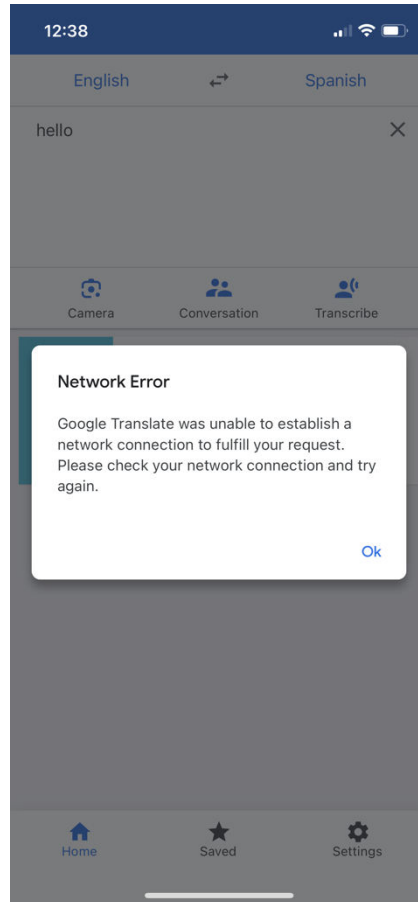 12:38
English
Spanish
hello
Camera
Conversation
Transcribe
Network Error
Google Translate was unable to establish a
network connection to fulfill your request.
Please check your network connection and try
again.
Ok
Home
Saved
Settings